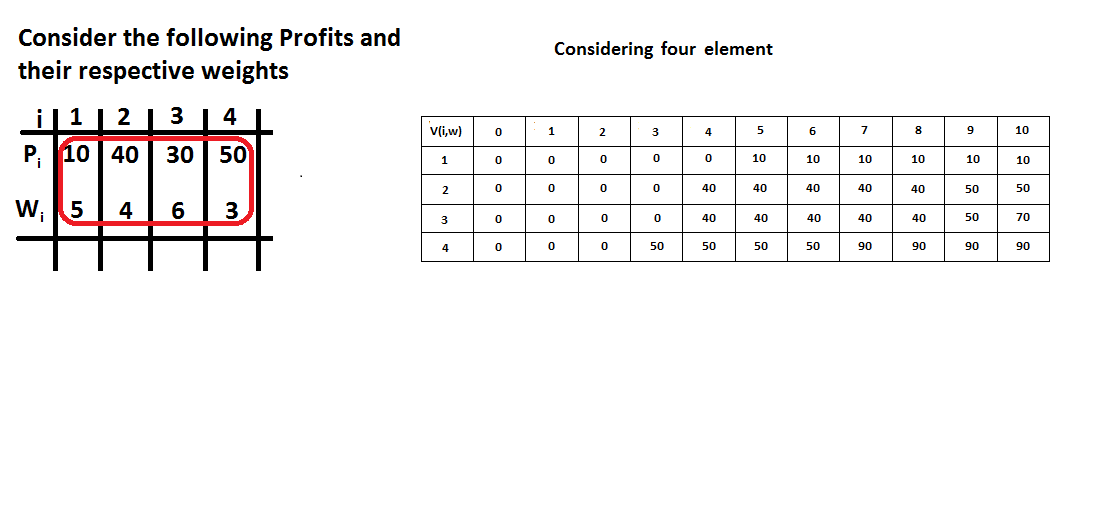 Consider the following Profits and
their respective weights
i 1 2 3 4
Pi 10 40 30 50
Wi 5 4 6 3
Considering four element
V(i,w) 0 1 2 3 4 5 6 7 8 9 10
1 0 0 0 0 0 10 10 10 10 10 10
2 0 0 0 0 40 40 40 40 40 50 50
3 0 0 0 0 40 40 40 40 40 50 70
4 0 0 0 50 50 50 50 90 90 90 90